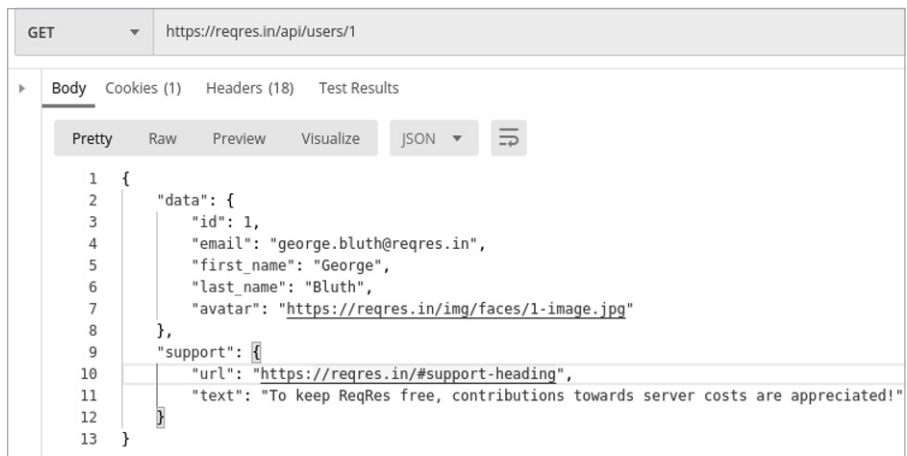 GET https://reqres.in/api/users/1
Body Cookies (1) Headers (18) Test Results
Pretty Raw Preview Visualize JSON
1 {
2 "data": {
3 "id": 1,
4 "email": "george.bluth@reqres.in",
5 "first_name": "George",
6 "last_name": "Bluth",
7 "avatar": "https://reqres.in/img/faces/1-image.jpg"
8 },
9 "support": {
10 "url": "https://reqres.in/#support-heading",
11 "text": "To keep ReqRes free, contributions towards server costs are appreciated!"
12 }
13 }